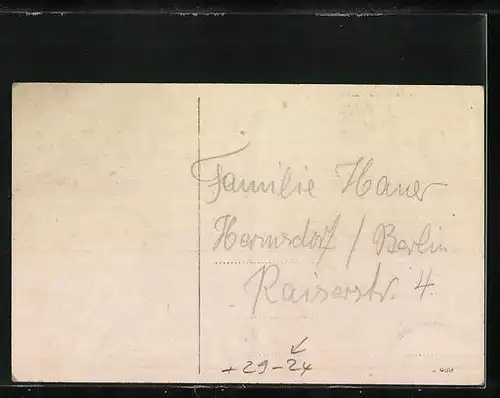 Familie Hauer
Hermsdorf / Berlin
Kaiserstr. 4.
+29-24